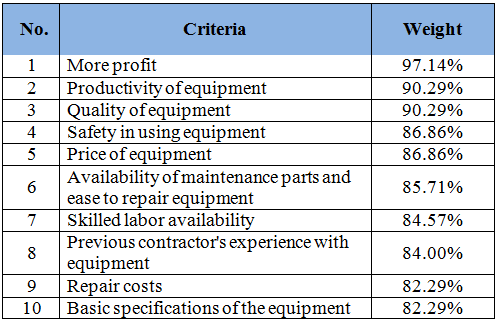 No. Criteria Weight
1 More profit 97.14%
2 Productivity of equipment 90.29%
3 Quality of equipment 90.29%
4 Safety in using equipment 86.86%
5 Price of equipment 86.86%
6 Availability of maintenance parts and
ease to repair equipment 85.71%
7 Skilled labor availability 84.57%
8 Previous contractor's experience with
equipment 84.00%
9 Repair costs 82.29%
10 Basic specifications of the equipment 82.29%